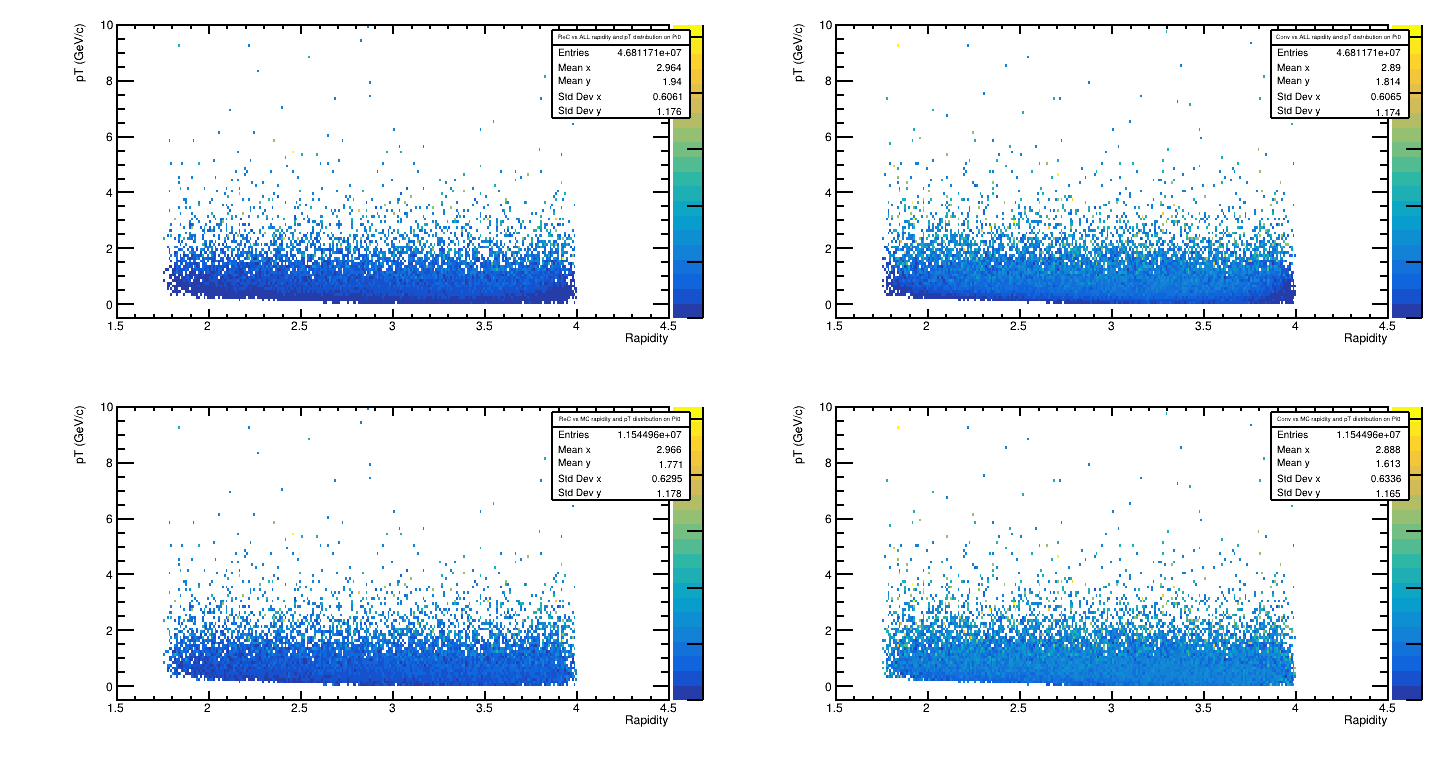 pT (GeV/c)
10
8
6
4
2
0
1.5 2 2.5 3 3.5 4 4.5
Rapidity
PieC vs ALL rapidity and pT distribution on Pi0
Entries 4.681171e+07
Mean x 2.964
Mean y 1.94
Std Dev x 0.6061
Std Dev y 1.176
pT (GeV/c)
10
8
6
4
2
0
1.5 2 2.5 3 3.5 4 4.5
Rapidity
Conv vs ALL rapidity and pT distribution on Pi0
Entries 4.681171e+07
Mean x 2.89
Mean y 1.814
Std Dev x 0.6065
Std Dev y 1.174
pT (GeV/c)
10
8
6
4
2
0
1.5 2 2.5 3 3.5 4 4.5
Rapidity
PieC vs MC rapidity and pT distribution on Pi0
Entries 1.154496e+07
Mean x 2.966
Mean y 1.771
Std Dev x 0.6295
Std Dev y 1.178
pT (GeV/c)
10
8
6
4
2
0
1.5 2 2.5 3 3.5 4 4.5
Rapidity
Conv vs MC rapidity and pT distribution on Pi0
Entries 1.154496e+07
Mean x 2.888
Mean y 1.613
Std Dev x 0.6336
Std Dev y 1.165